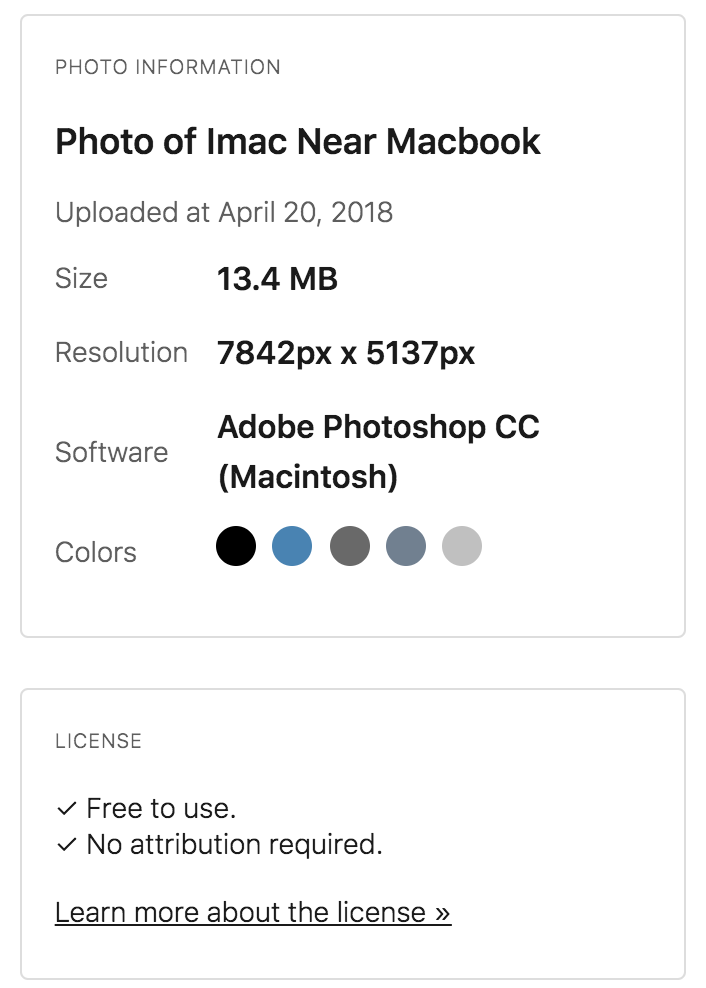 PHOTO INFORMATION
Photo of Imac Near Macbook
Uploaded at April 20, 2018
Size 13.4 MB
Resolution 7842px x 5137px
Software Adobe Photoshop CC
(Macintosh)
Colors
LICENSE
✓ Free to use.
✓ No attribution required.
Learn more about the license »